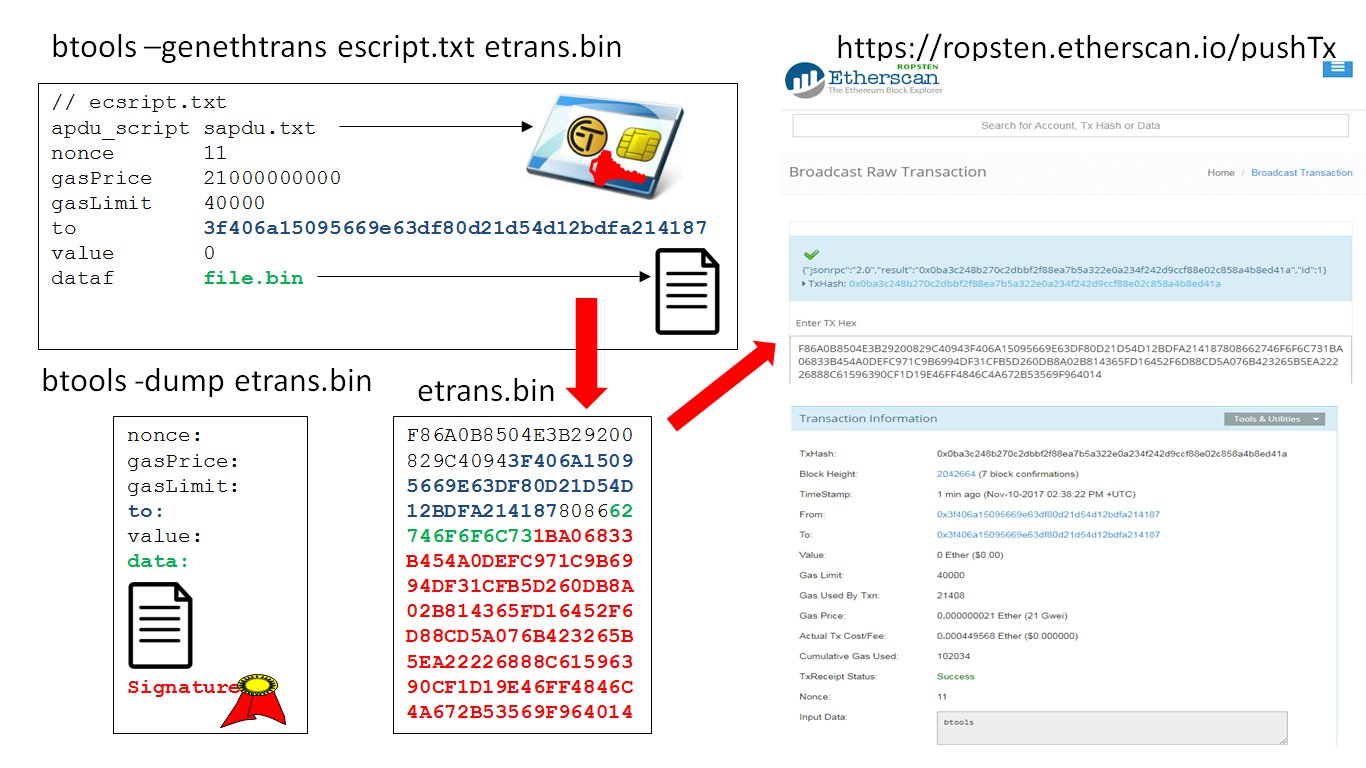 btools –genethtrans escript.txt etrans.bin
// ecsript.txt
apdu_script sapdu.txt
nonce 11
gasPrice 21000000000
gasLimit 40000
to 3f406a15095669e63df80d21d54d12bdfa214187
value 0
dataf file.bin
ET
btools -dump etrans.bin
nonce:
gasPrice:
gasLimit:
to:
value:
data:
Signature
etrans.bin
F86A0B8504E3B29200
829C40943F406A1509
5669E63DF80D21D54D
12BDFA214187808662
746F6F6C731BA06833
B454A0DEFC971C9B69
94DF31CFB5D260DB8A
02B814365FD16452F6
D88CD5A076B423265B
5EA22226888C615963
90CF1D19E46FF4846C
4A672B53569F964014
https://ropsten.etherscan.io/pushTx
ROPSTEN
Etherscan
The Ethereum Block Explorer
Search for Account, Tx Hash or Data
Broadcast Raw Transaction
Home / Broadcast Transaction
{"jsonrpc":"2.0","result":"0x0ba3c248b270c2dbbf2f88ea7b5a322e0a234f242d9ccf88e02c858a4b8ed41a","id":1}
TxHash: 0x0ba3c248b270c2dbbf2f88ea7b5a322e0a234f242d9ccf88e02c858a4b8ed41a
Enter TX Hex
F86A0B8504E3B29200829C40943F406A15095669E63DF80D21D54D12BDFA214187808662746F6F6C731BA
06833B454A0DEFC971C9B6994DF31CFB5D260DB8A02B814365FD16452F6D88CD5A076B423265B5EA222
26888C61596390CF1D19E46FF4846C4A672B53569F964014
Transaction Information
Tools & Utilities
TxHash: 0x0ba3c248b270c2dbbf2f88ea7b5a322e0a234f242d9ccf88e02c858a4b8ed41a
Block Height: 2042664 (7 block confirmations)
TimeStamp: 1 min ago (Nov-10-2017 02:38:22 PM +UTC)
From: 0x3f406a15095669e63df80d21d54d12bdfa214187
To: 0x3f406a15095669e63df80d21d54d12bdfa214187
Value: 0 Ether ($0.00)
Gas Limit: 40000
Gas Used By Txn: 21408
Gas Price: 0.000000021 Ether (21 Gwei)
Actual Tx Cost/Fee: 0.000449568 Ether ($0.000000)
Cumulative Gas Used: 102034
TxReceipt Status: Success
Nonce: 11
Input Data: btools